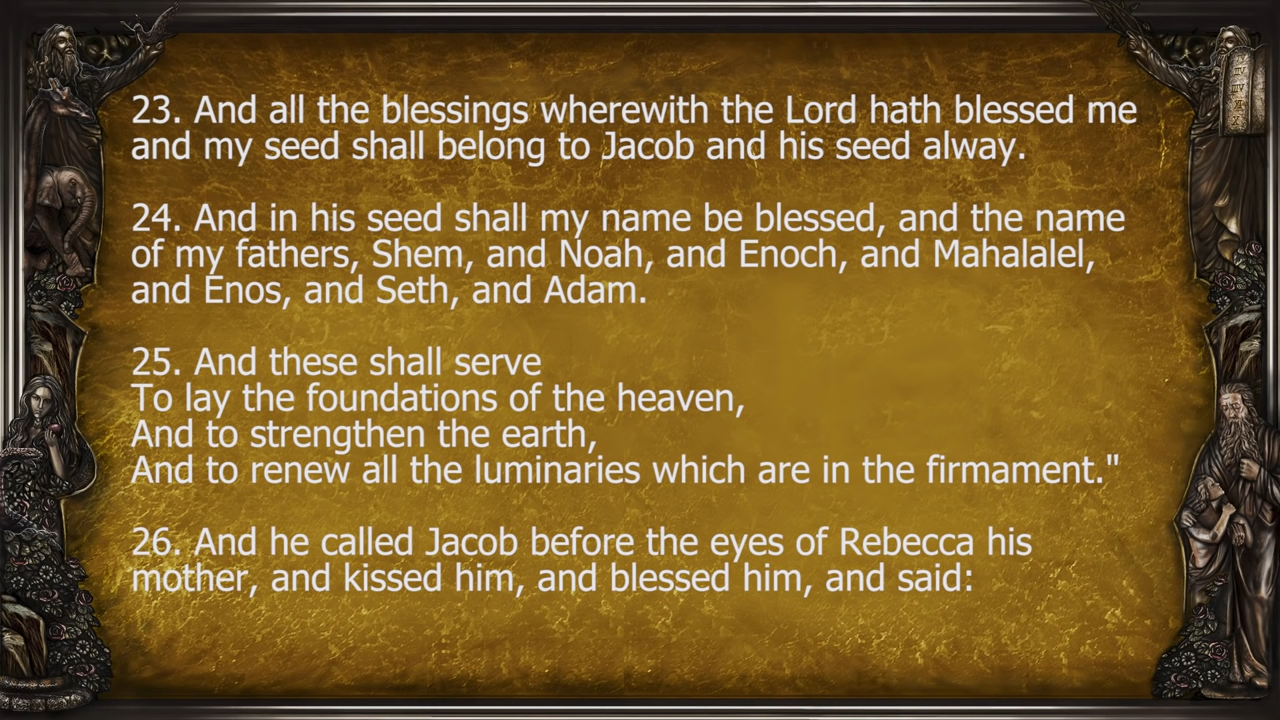 23. And all the blessings wherewith the Lord hath blessed me
and my seed shall belong to Jacob and his seed alway.
24. And in his seed shall my name be blessed, and the name
of my fathers, Shem, and Noah, and Enoch, and Mahalalel,
and Enos, and Seth, and Adam.
25. And these shall serve
To lay the foundations of the heaven,
And to strengthen the earth,
And to renew all the luminaries which are in the firmament."
26. And he called Jacob before the eyes of Rebecca his
mother, and kissed him, and blessed him, and said: